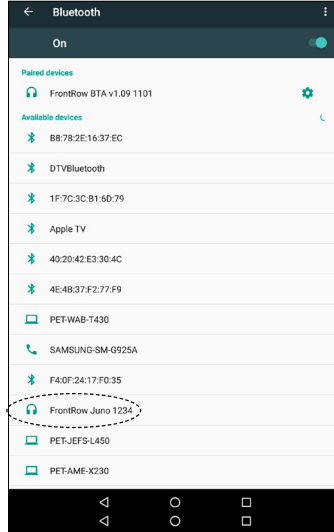 Bluetooth
On
Paired devices
FrontRow BTA v1.09 1101
Available devices
B8:78:2E:16:37:EC
DTVBluetooth
1F:7C:3C:B1:6D:79
Apple TV
40:20:42:E3:30:4C
4E:4B:37:F2:77:F9
PET-WAB-T430
SAMSUNG-SM-G925A
F4:0F:24:17:F0:35
FrontRow Juno 1234
PET-JEFS-L450
PET-AME-X230